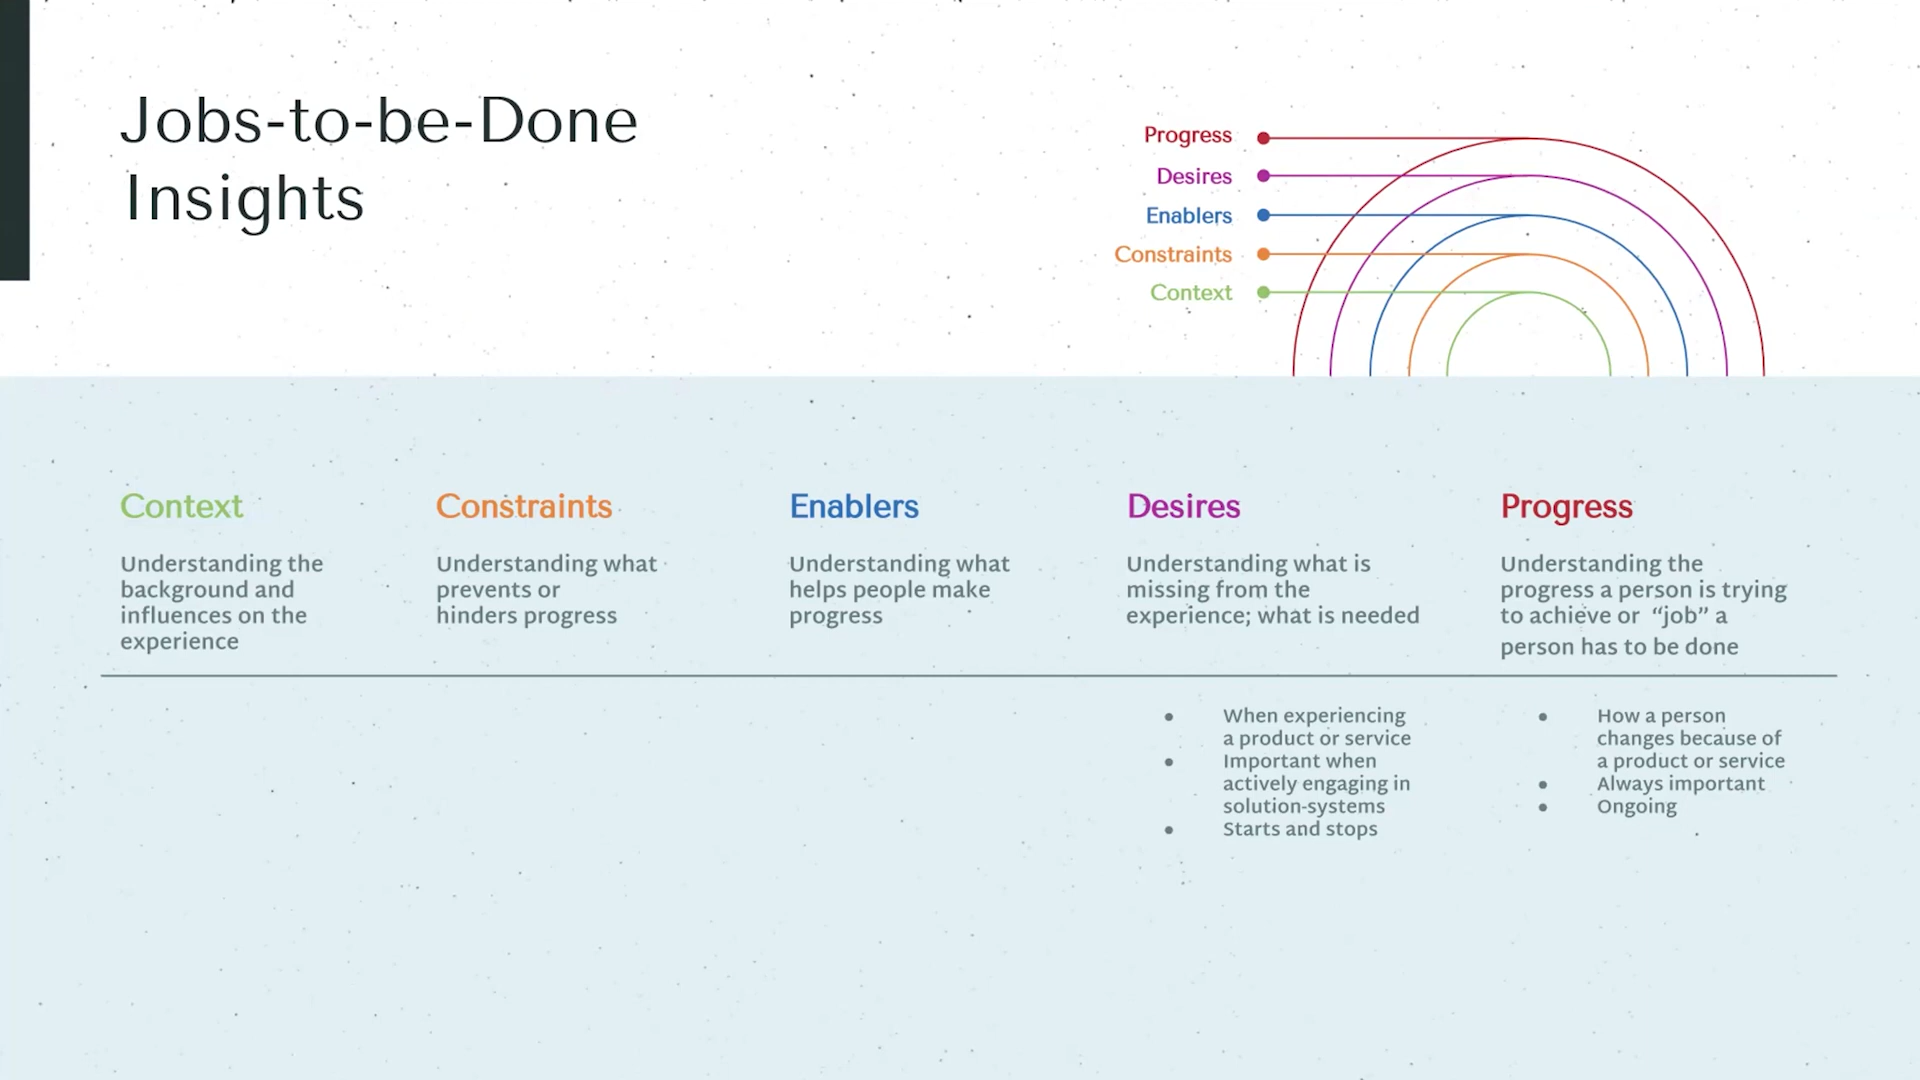 Jobs-to-be-Done
Insights
Progress
Desires
Enablers
Constraints
Context
Context
Understanding the
background and
influences on the
experience
Constraints
Understanding what
prevents or
hinders progress
Enablers
Understanding what
helps people make
progress
Desires
Understanding what is
missing from the
experience; what is needed
• When experiencing
a product or service
• Important when
actively engaging in
solution-systems
• Starts and stops
Progress
Understanding the
progress a person is trying
to achieve or “job” a
person has to be done
• How a person
changes because of
a product or service
• Always important
• Ongoing